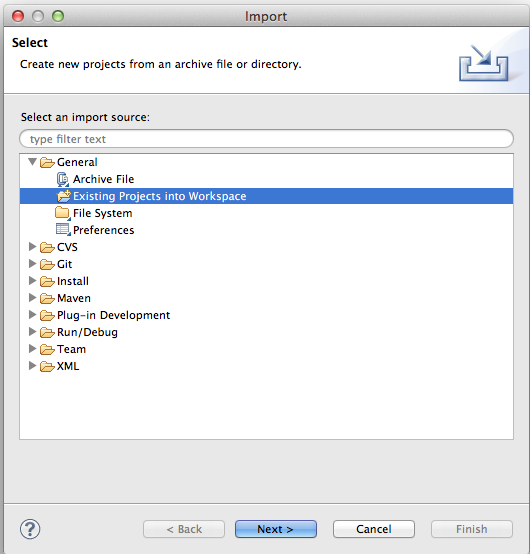 Import
Select
Create new projects from an archive file or directory.
Select an import source:
type filter text
General
Archive File
Existing Projects into Workspace
File System
Preferences
CVS
Git
Install
Maven
Plug-in Development
Run/Debug
Team
XML
? < Back Next > Cancel Finish